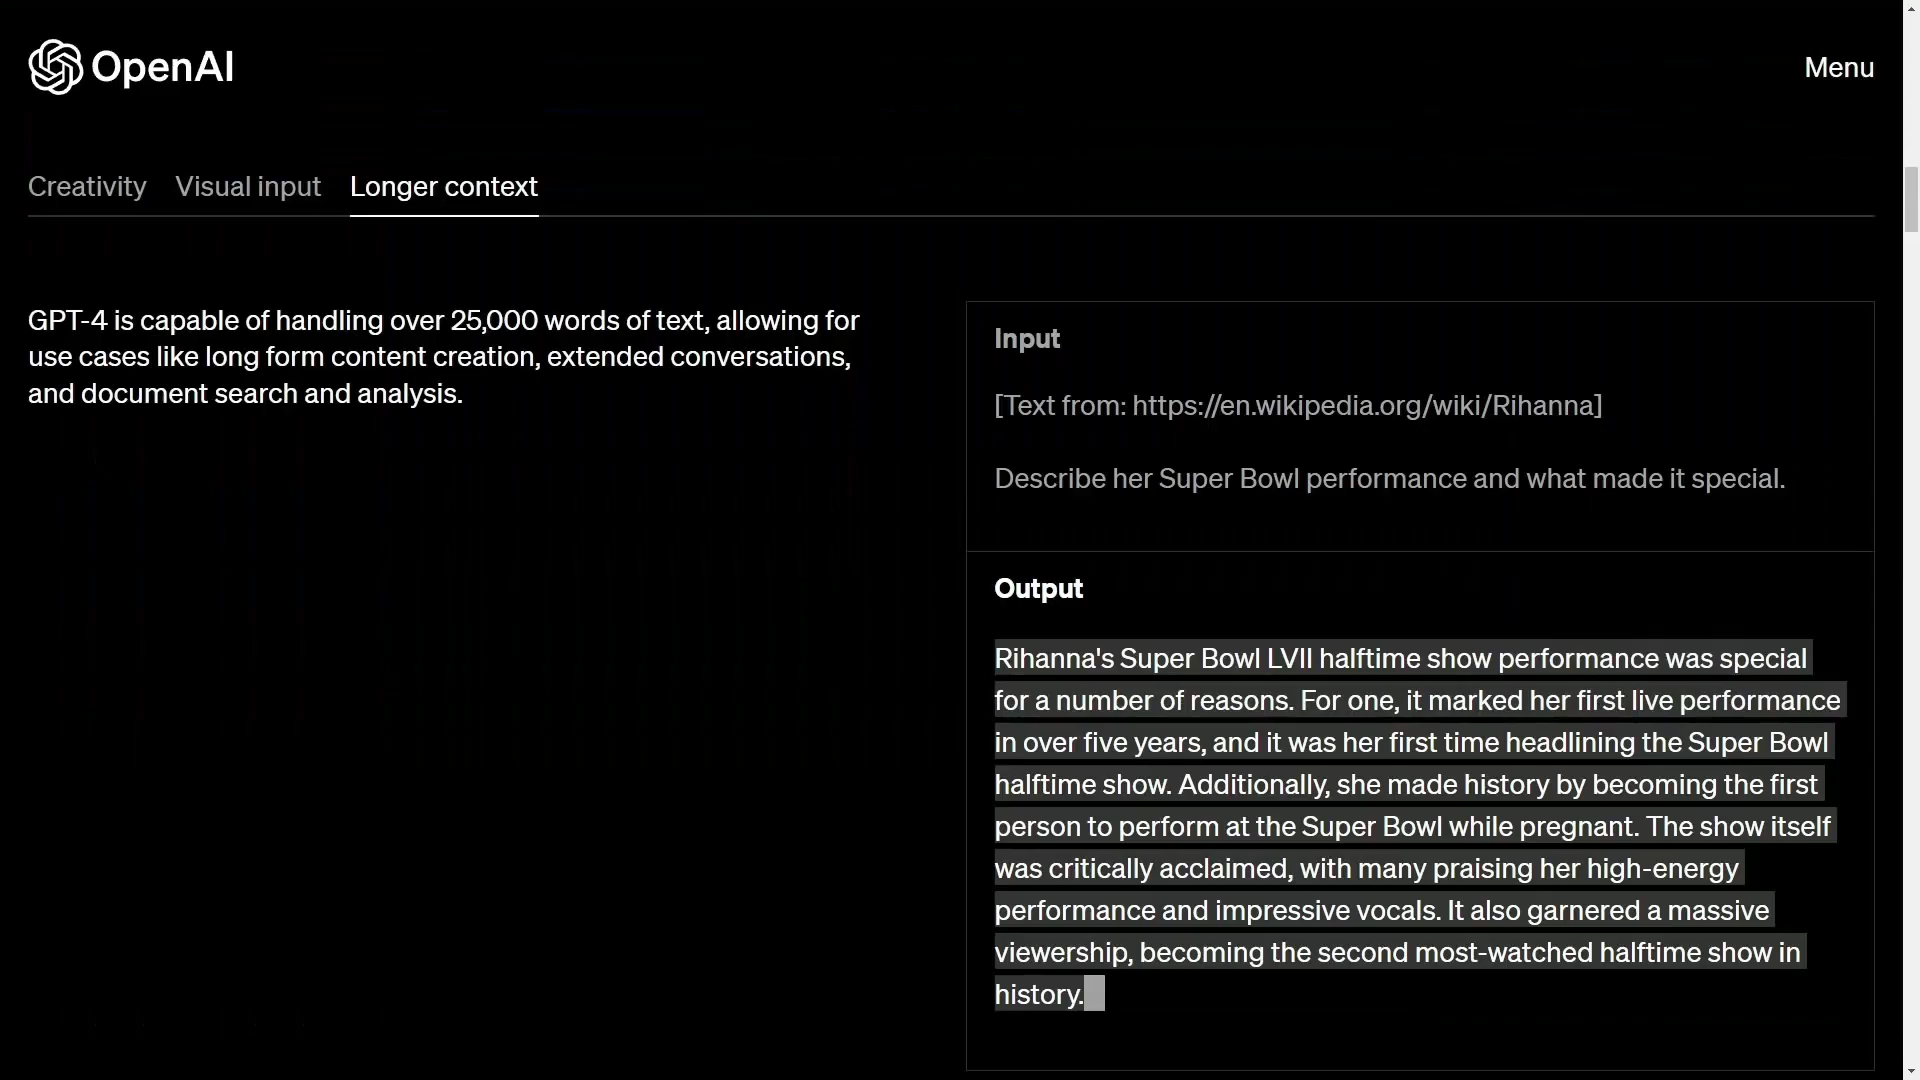 OpenAI
Menu
Creativity Visual input Longer context
GPT-4 is capable of handling over 25,000 words of text, allowing for
use cases like long form content creation, extended conversations,
and document search and analysis.
Input
[Text from: https://en.wikipedia.org/wiki/Rihanna]
Describe her Super Bowl performance and what made it special.
Output
Rihanna's Super Bowl LVII halftime show performance was special
for a number of reasons. For one, it marked her first live performance
in over five years, and it was her first time headlining the Super Bowl
halftime show. Additionally, she made history by becoming the first
person to perform at the Super Bowl while pregnant. The show itself
was critically acclaimed, with many praising her high-energy
performance and impressive vocals. It also garnered a massive
viewership, becoming the second most-watched halftime show in
history.